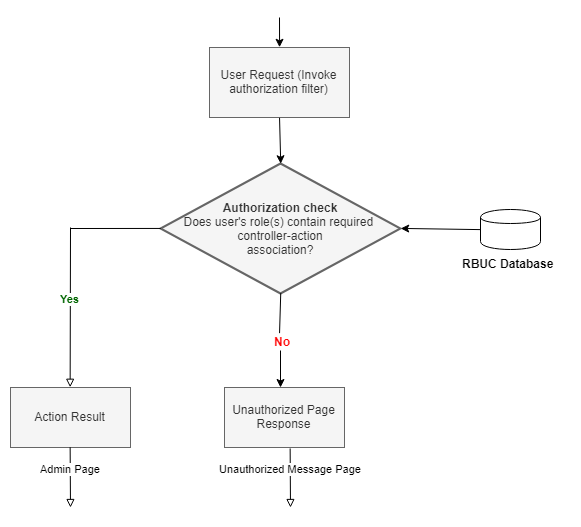 User Request (Invoke
authorization filter)
Authorization check
Does user's role(s) contain required
controller-action
association?
RBUC Database
Yes
No
Action Result
Unauthorized Page
Response
Admin Page
Unauthorized Message Page